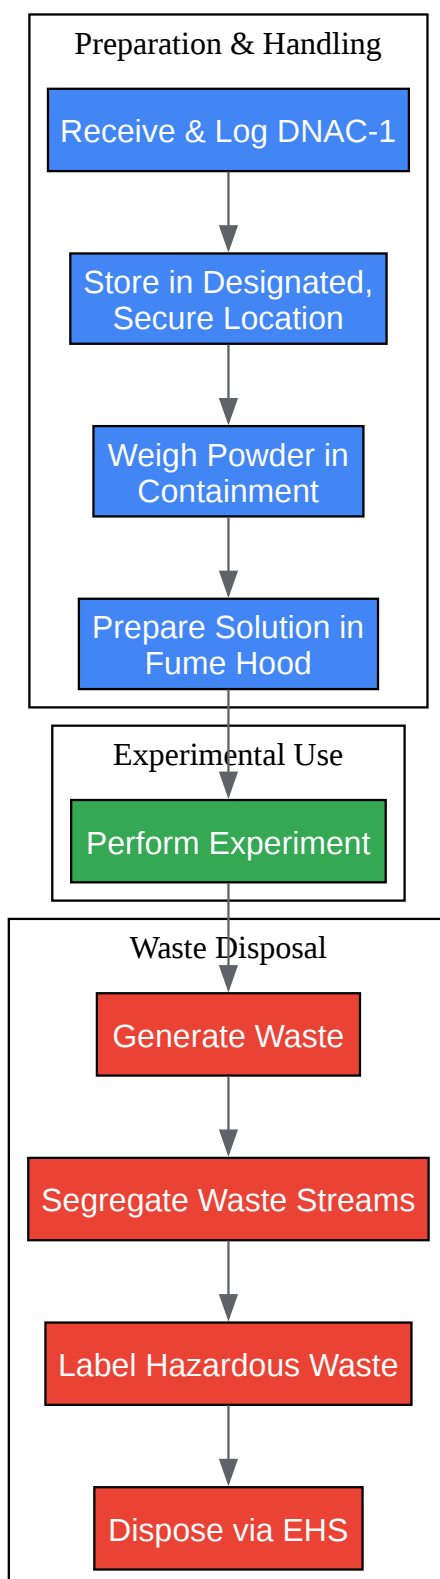 Preparation & Handling
Receive & Log DNAC-1
Store in Designated,
Secure Location
Weigh Powder in
Containment
Prepare Solution in
Fume Hood
Experimental Use
Perform Experiment
Waste Disposal
Generate Waste
Segregate Waste Streams
Label Hazardous Waste
Dispose via EHS